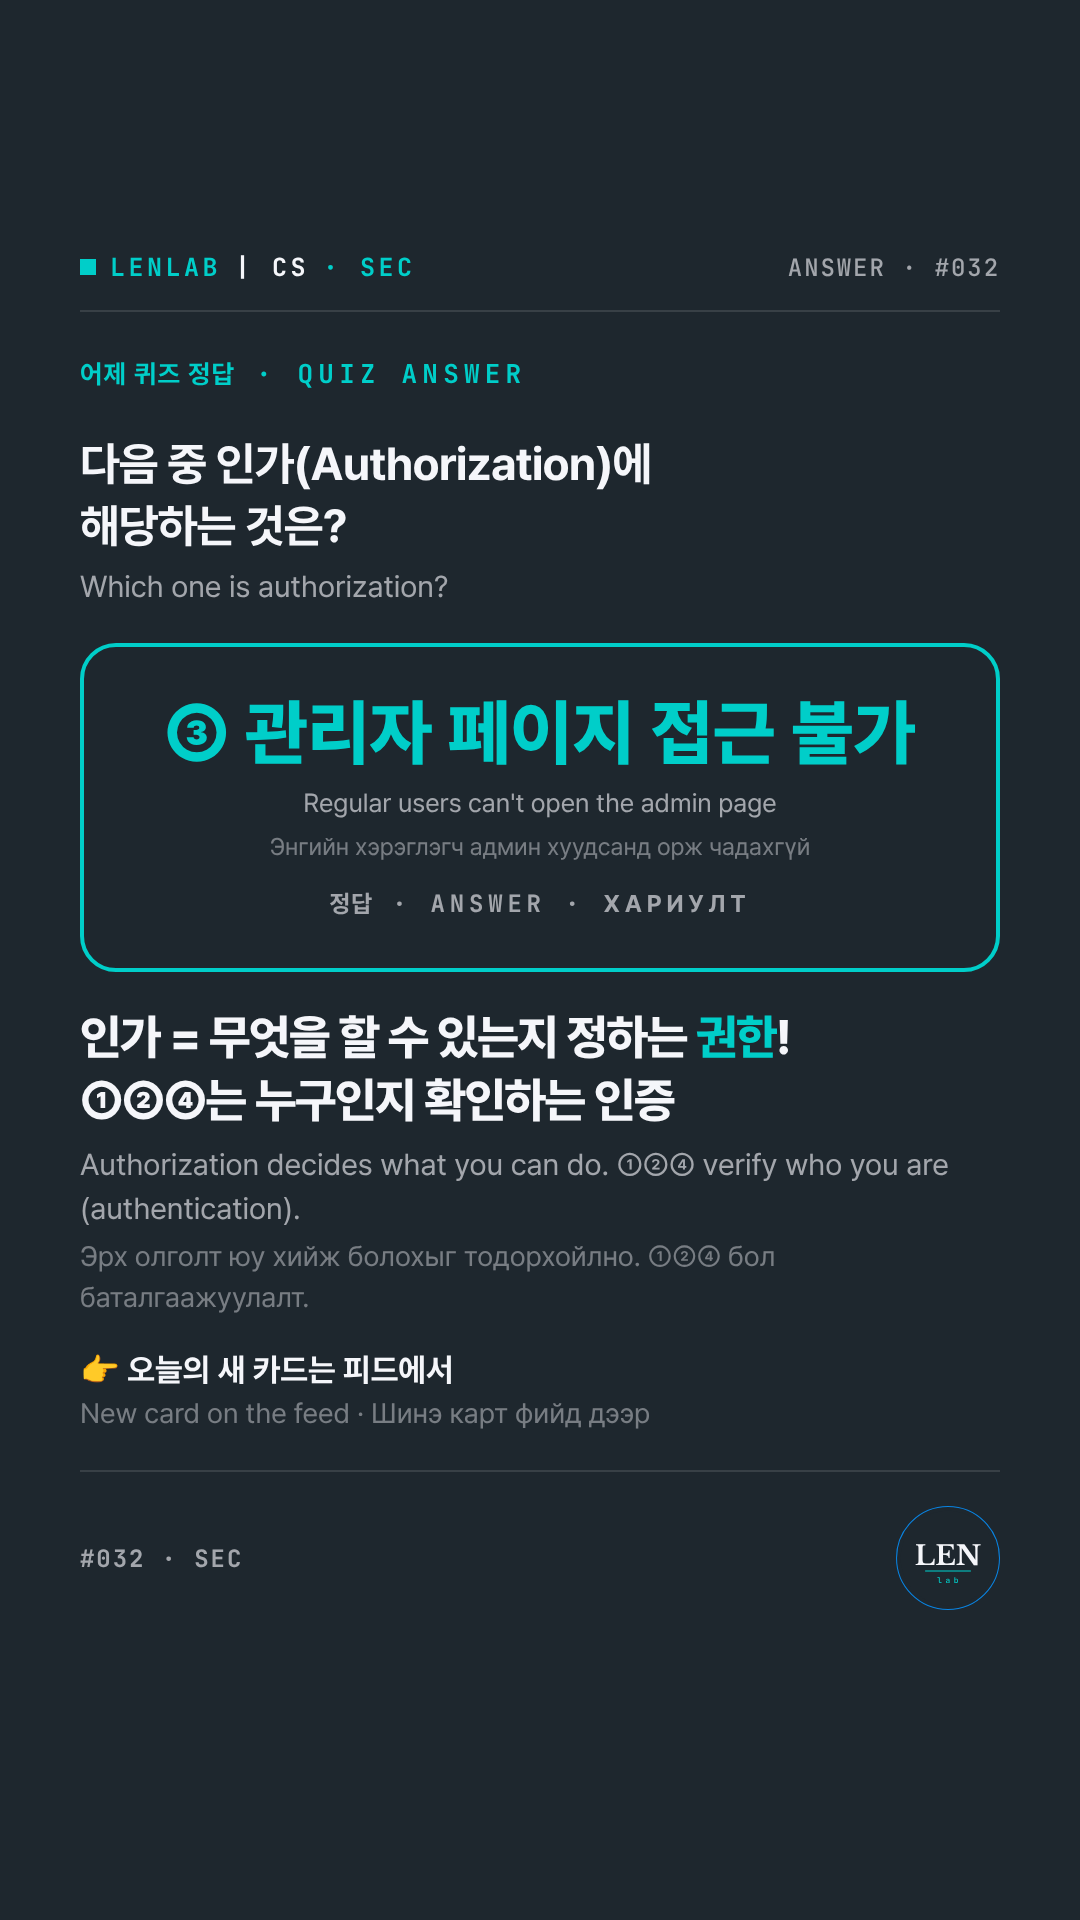 LENLAB | CS · SEC
ANSWER · #032
어제 퀴즈 정답 · QUIZ ANSWER
다음 중 인가(Authorization)에
해당하는 것은?
Which one is authorization?
③ 관리자 페이지 접근 불가
Regular users can't open the admin page
Энгийн хэрэглэгч админ хуудсанд орж чадахгүй
정답 · ANSWER · ХАРИУЛТ
인가 = 무엇을 할 수 있는지 정하는 권한!
①②④는 누구인지 확인하는 인증
Authorization decides what you can do. ①②④ verify who you are
(authentication).
Эрх олголт юу хийж болохыг тодорхойлно. ①②④ бол
баталгаажуулалт.
👉 오늘의 새 카드는 피드에서
New card on the feed · Шинэ карт фийд дээр
#032 · SEC
LEN
lab